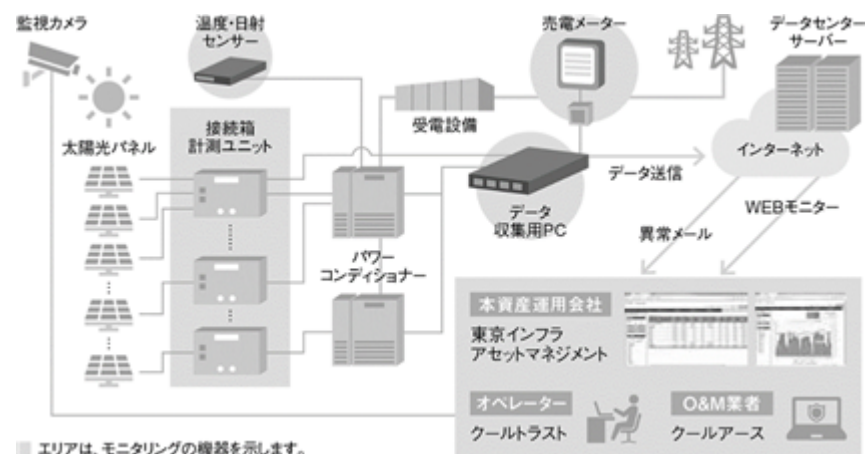 監視カメラ
温度・日射
センサー
売電メーター
データセンター
サーバー
太陽光パネル
接続箱
計測ユニット
受電設備
インターネット
データ送信
データ
収集用PC
WEBモニター
異常メール
パワー
コンディショナー
本資産運用会社
東京インフラ
アセットマネジメント
オペレーター
クールトラスト
O&M業者
クールアース
エリアは、モニタリングの機器を示します。